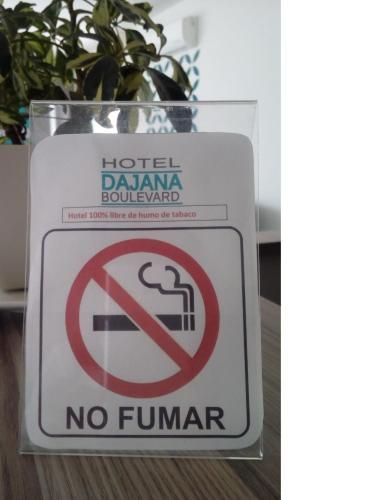 HOTEL
DAJANA
BOULEVARD
Hotel 100% libre de humo de tabaco
NO FUMAR